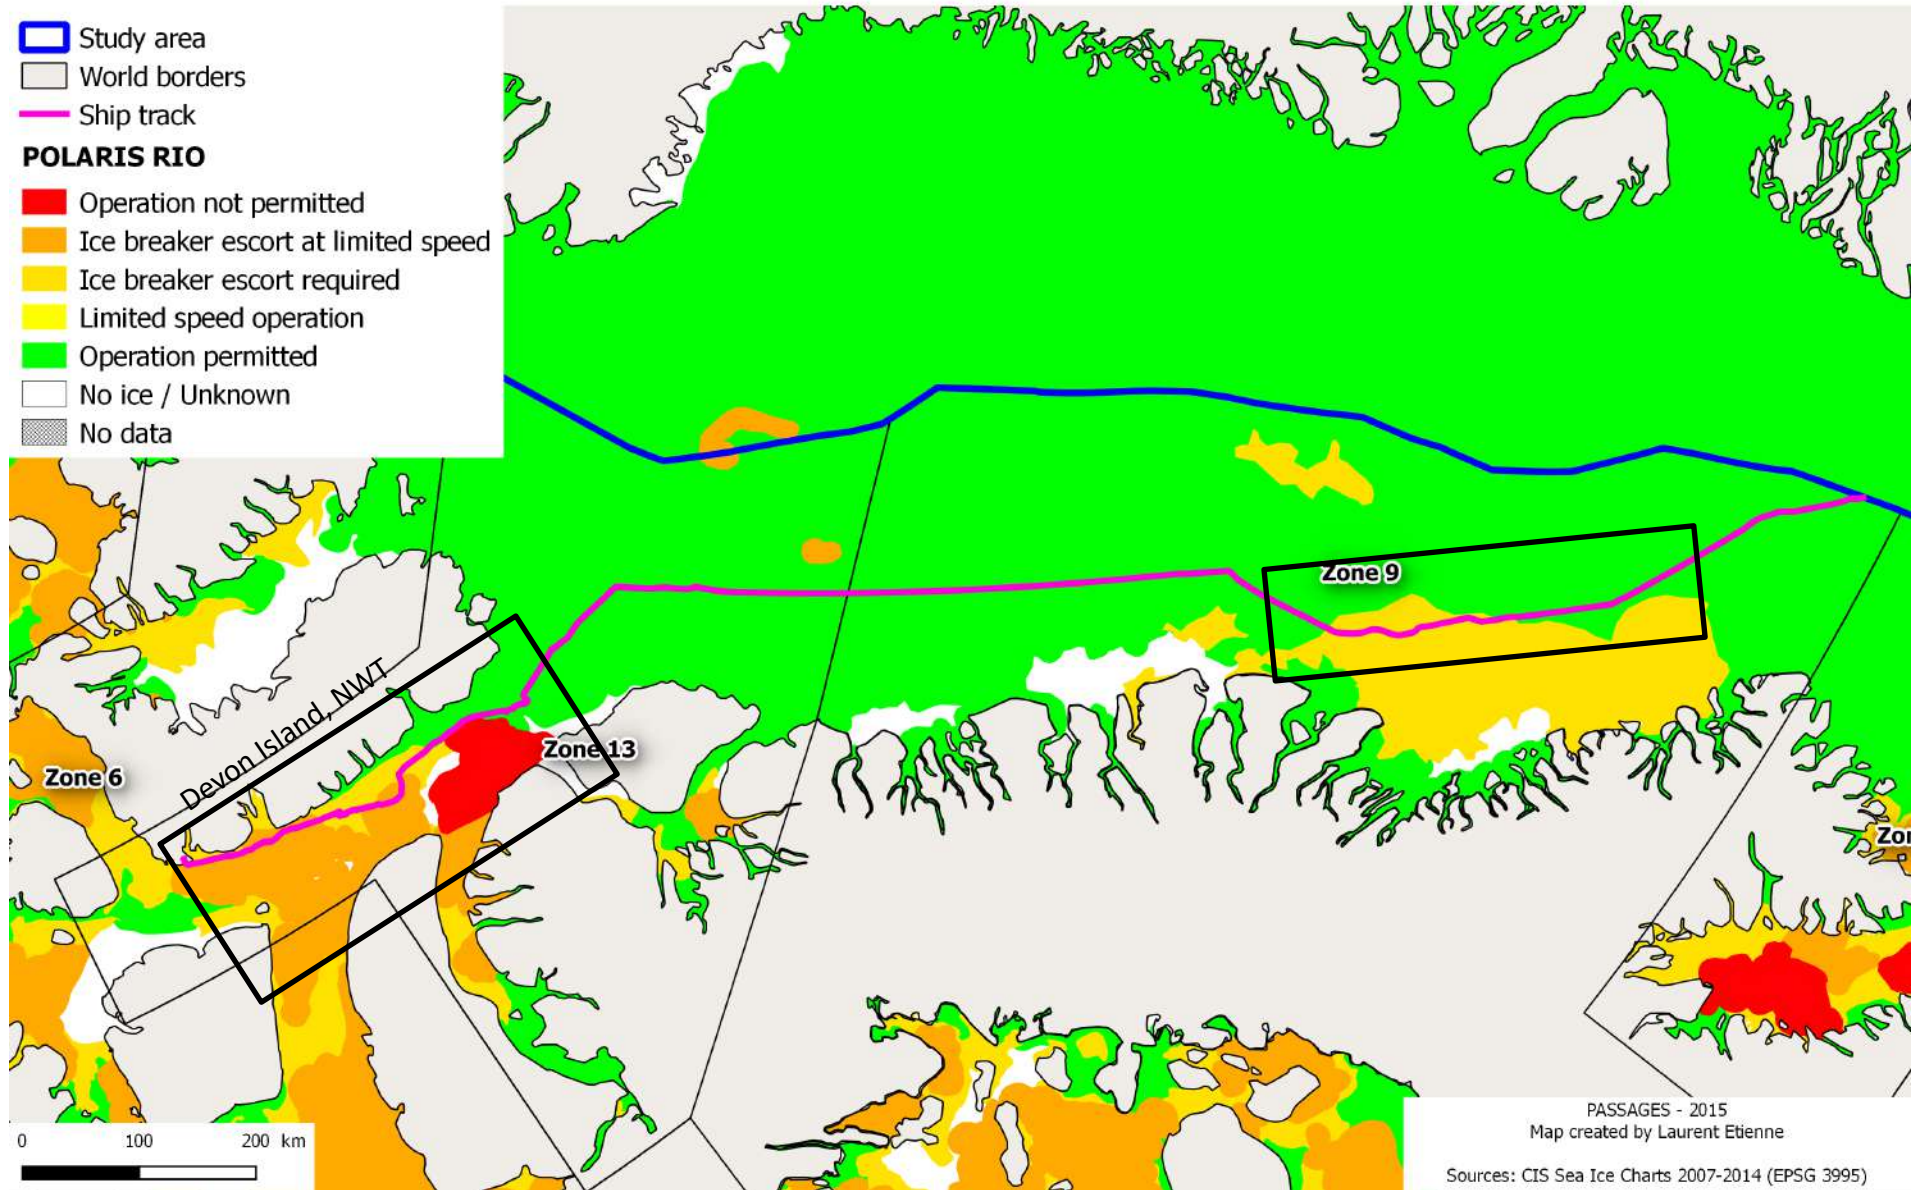 Study area
World borders
Ship track
POLARIS RIO
Operation not permitted
Ice breaker escort at limited speed
Ice breaker escort required
Limited speed operation
Operation permitted
No ice / Unknown
No data
Zone 9
Devon Island, NWT
Zone 13
Zone 6
Zor
0 100 200 km
PASSAGES - 2015
Map created by Laurent Etienne
Sources: CIS Sea Ice Charts 2007-2014 (EPSG 3995)